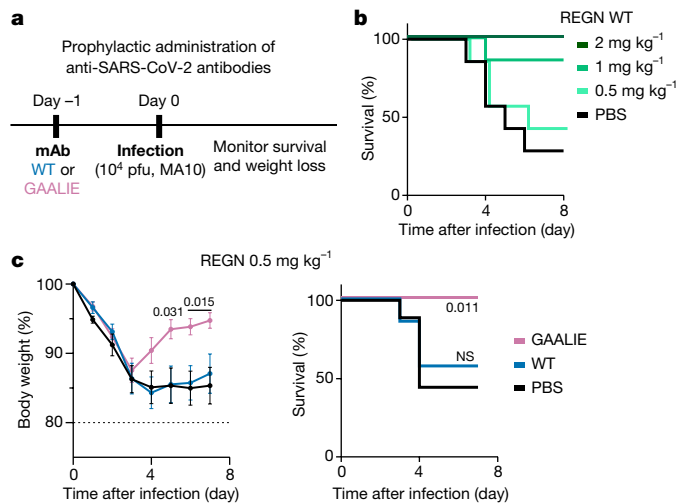 a
Prophylactic administration of
anti-SARS-CoV-2 antibodies
Day −1
Day 0
mAb
WT or
GAALIE
Infection
(10⁴ pfu, MA10)
Monitor survival
and weight loss
b
REGN WT
2 mg kg⁻¹
1 mg kg⁻¹
0.5 mg kg⁻¹
PBS
Survival (%)
100
50
0
0 4 8
Time after infection (day)
c
REGN 0.5 mg kg⁻¹
Body weight (%)
100
90
80
0.031
0.015
0 4 8
Time after infection (day)
Survival (%)
100
50
0
0.011
NS
0 4 8
Time after infection (day)
GAALIE
WT
PBS